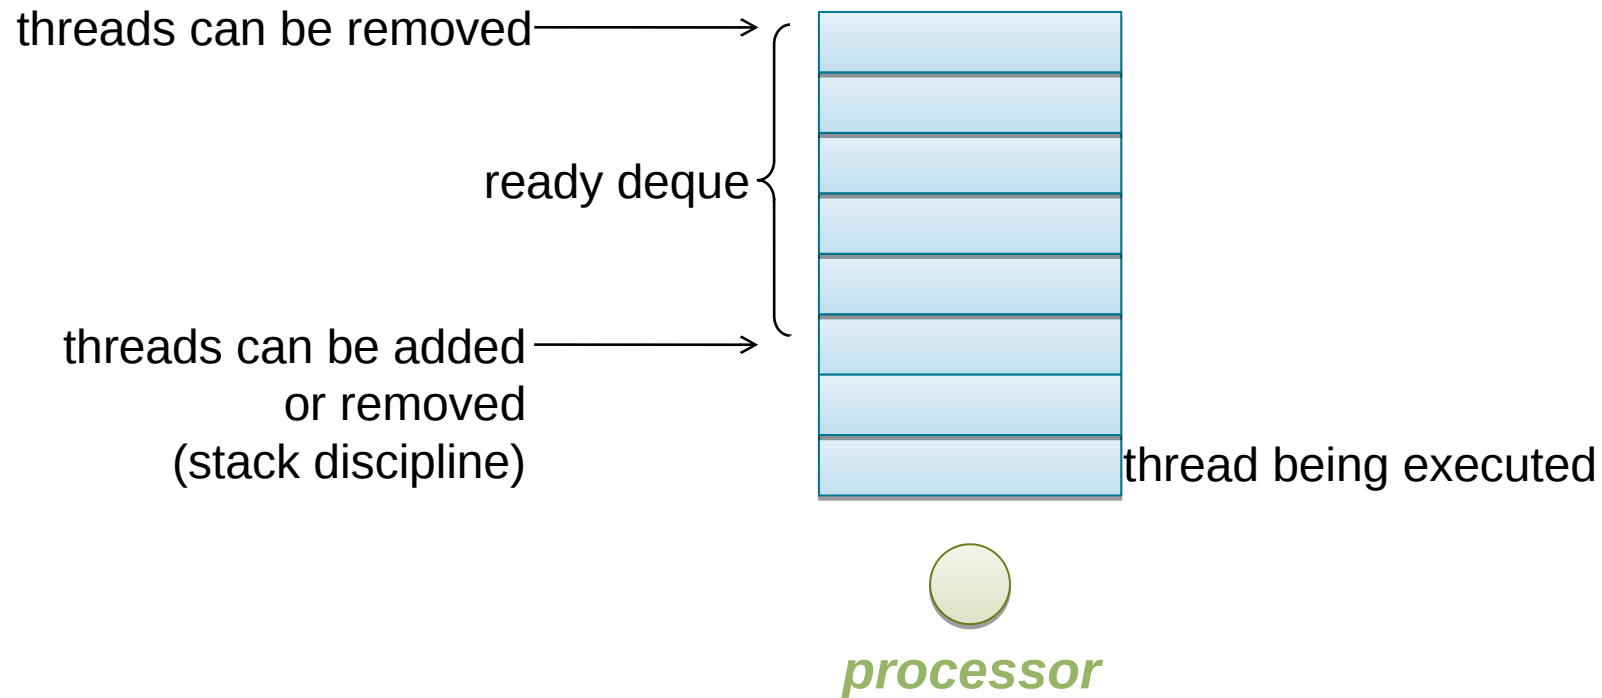 threads can be removed
ready deque
threads can be added
or removed
(stack discipline)
thread being executed
processor